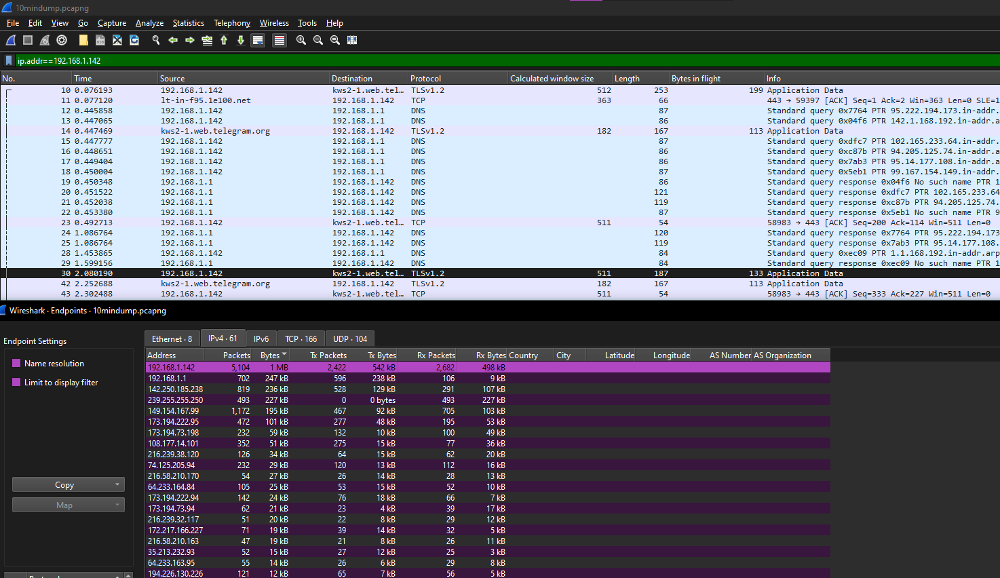 10mindump.pcapng
File Edit View Go Capture Analyze Statistics Telephony Wireless Tools Help
ip.addr==192.168.1.142
No. Time Source Destination Protocol Calculated window size Length Bytes in flight Info
10 0.076193 192.168.1.142 kws2-1.web.tel… TLSv1.2 512 253 199 Application Data
11 0.077120 lt-in-f95.1e100.net 192.168.1.142 TCP 363 66 443 → 59397 [ACK] Seq=1 Ack=2 Win=363 Len=0 SLE=1
12 0.445858 192.168.1.142 192.168.1.1 DNS 87 Standard query 0x7764 PTR 95.222.194.173.in-addr.a
13 0.447065 192.168.1.142 192.168.1.1 DNS 86 Standard query 0x04f6 PTR 142.1.168.192.in-addr.ar
14 0.447469 kws2-1.web.telegram.org 192.168.1.142 TLSv1.2 182 167 113 Application Data
15 0.447777 192.168.1.142 192.168.1.1 DNS 87 Standard query 0xdfc7 PTR 102.165.233.64.in-addr.a
16 0.448651 192.168.1.142 192.168.1.1 DNS 86 Standard query 0xc87b PTR 94.205.125.74.in-addr.ar
17 0.449404 192.168.1.142 192.168.1.1 DNS 86 Standard query 0x7ab3 PTR 95.14.177.108.in-addr.ar
18 0.450004 192.168.1.142 192.168.1.1 DNS 87 Standard query 0x5eb1 PTR 99.167.154.149.in-addr.a
19 0.450348 192.168.1.1 192.168.1.142 DNS 86 Standard query response 0x04f6 No such name PTR 1
20 0.451522 192.168.1.1 192.168.1.142 DNS 121 Standard query response 0xdfc7 PTR 102.165.233.64
21 0.452038 192.168.1.1 192.168.1.142 DNS 119 Standard query response 0xc87b PTR 94.205.125.74.
22 0.453380 192.168.1.1 192.168.1.142 DNS 87 Standard query response 0x5eb1 No such name PTR 9
23 0.492713 192.168.1.142 kws2-1.web.tel… TCP 511 54 58983 → 443 [ACK] Seq=200 Ack=114 Win=511 Len=0
24 1.086764 192.168.1.1 192.168.1.142 DNS 120 Standard query response 0x7764 PTR 95.222.194.173
25 1.086764 192.168.1.1 192.168.1.142 DNS 119 Standard query response 0x7ab3 PTR 95.14.177.108.
28 1.453865 192.168.1.142 192.168.1.1 DNS 84 Standard query 0xec09 PTR 1.1.168.192.in-addr.arp
29 1.599156 192.168.1.1 192.168.1.142 DNS 84 Standard query response 0xec09 No such name PTR 1
30 2.080190 192.168.1.142 kws2-1.web.tel… TLSv1.2 511 187 133 Application Data
42 2.252688 kws2-1.web.telegram.org 192.168.1.142 TLSv1.2 182 167 113 Application Data
43 2.302488 192.168.1.142 kws2-1.web.tel… TCP 511 54 58983 → 443 [ACK] Seq=333 Ack=227 Win=511 Len=0
Wireshark · Endpoints · 10mindump.pcapng
Endpoint Settings
Name resolution
Limit to display filter
Copy
Map
Ethernet · 8 IPv4 · 61 IPv6 TCP · 166 UDP · 104
Address Packets Bytes Tx Packets Tx Bytes Rx Packets Rx Bytes Country City Latitude Longitude AS Number AS Organization
192.168.1.142 5,104 1 MB 2,422 542 kB 2,682 498 kB
192.168.1.1 702 247 kB 596 238 kB 106 9 kB
142.250.185.238 819 236 kB 528 129 kB 291 107 kB
239.255.255.250 493 227 kB 0 0 bytes 493 227 kB
149.154.167.99 1,172 195 kB 467 92 kB 705 103 kB
173.194.222.95 472 101 kB 277 48 kB 195 53 kB
173.194.73.198 232 59 kB 132 10 kB 100 49 kB
108.177.14.101 352 51 kB 275 15 kB 77 36 kB
216.239.38.120 126 34 kB 64 15 kB 62 20 kB
74.125.205.94 232 29 kB 120 13 kB 112 16 kB
216.58.210.170 54 27 kB 26 14 kB 28 13 kB
64.233.164.84 105 25 kB 53 15 kB 52 10 kB
173.194.222.94 142 24 kB 76 18 kB 66 7 kB
173.194.73.94 62 21 kB 23 4 kB 39 17 kB
216.239.32.117 51 20 kB 22 8 kB 29 12 kB
172.217.166.227 71 19 kB 39 14 kB 32 5 kB
216.58.210.163 47 19 kB 21 8 kB 26 11 kB
35.213.232.93 52 15 kB 27 12 kB 25 3 kB
64.233.163.95 55 14 kB 26 6 kB 29 8 kB
194.226.130.226 121 12 kB 65 7 kB 56 5 kB